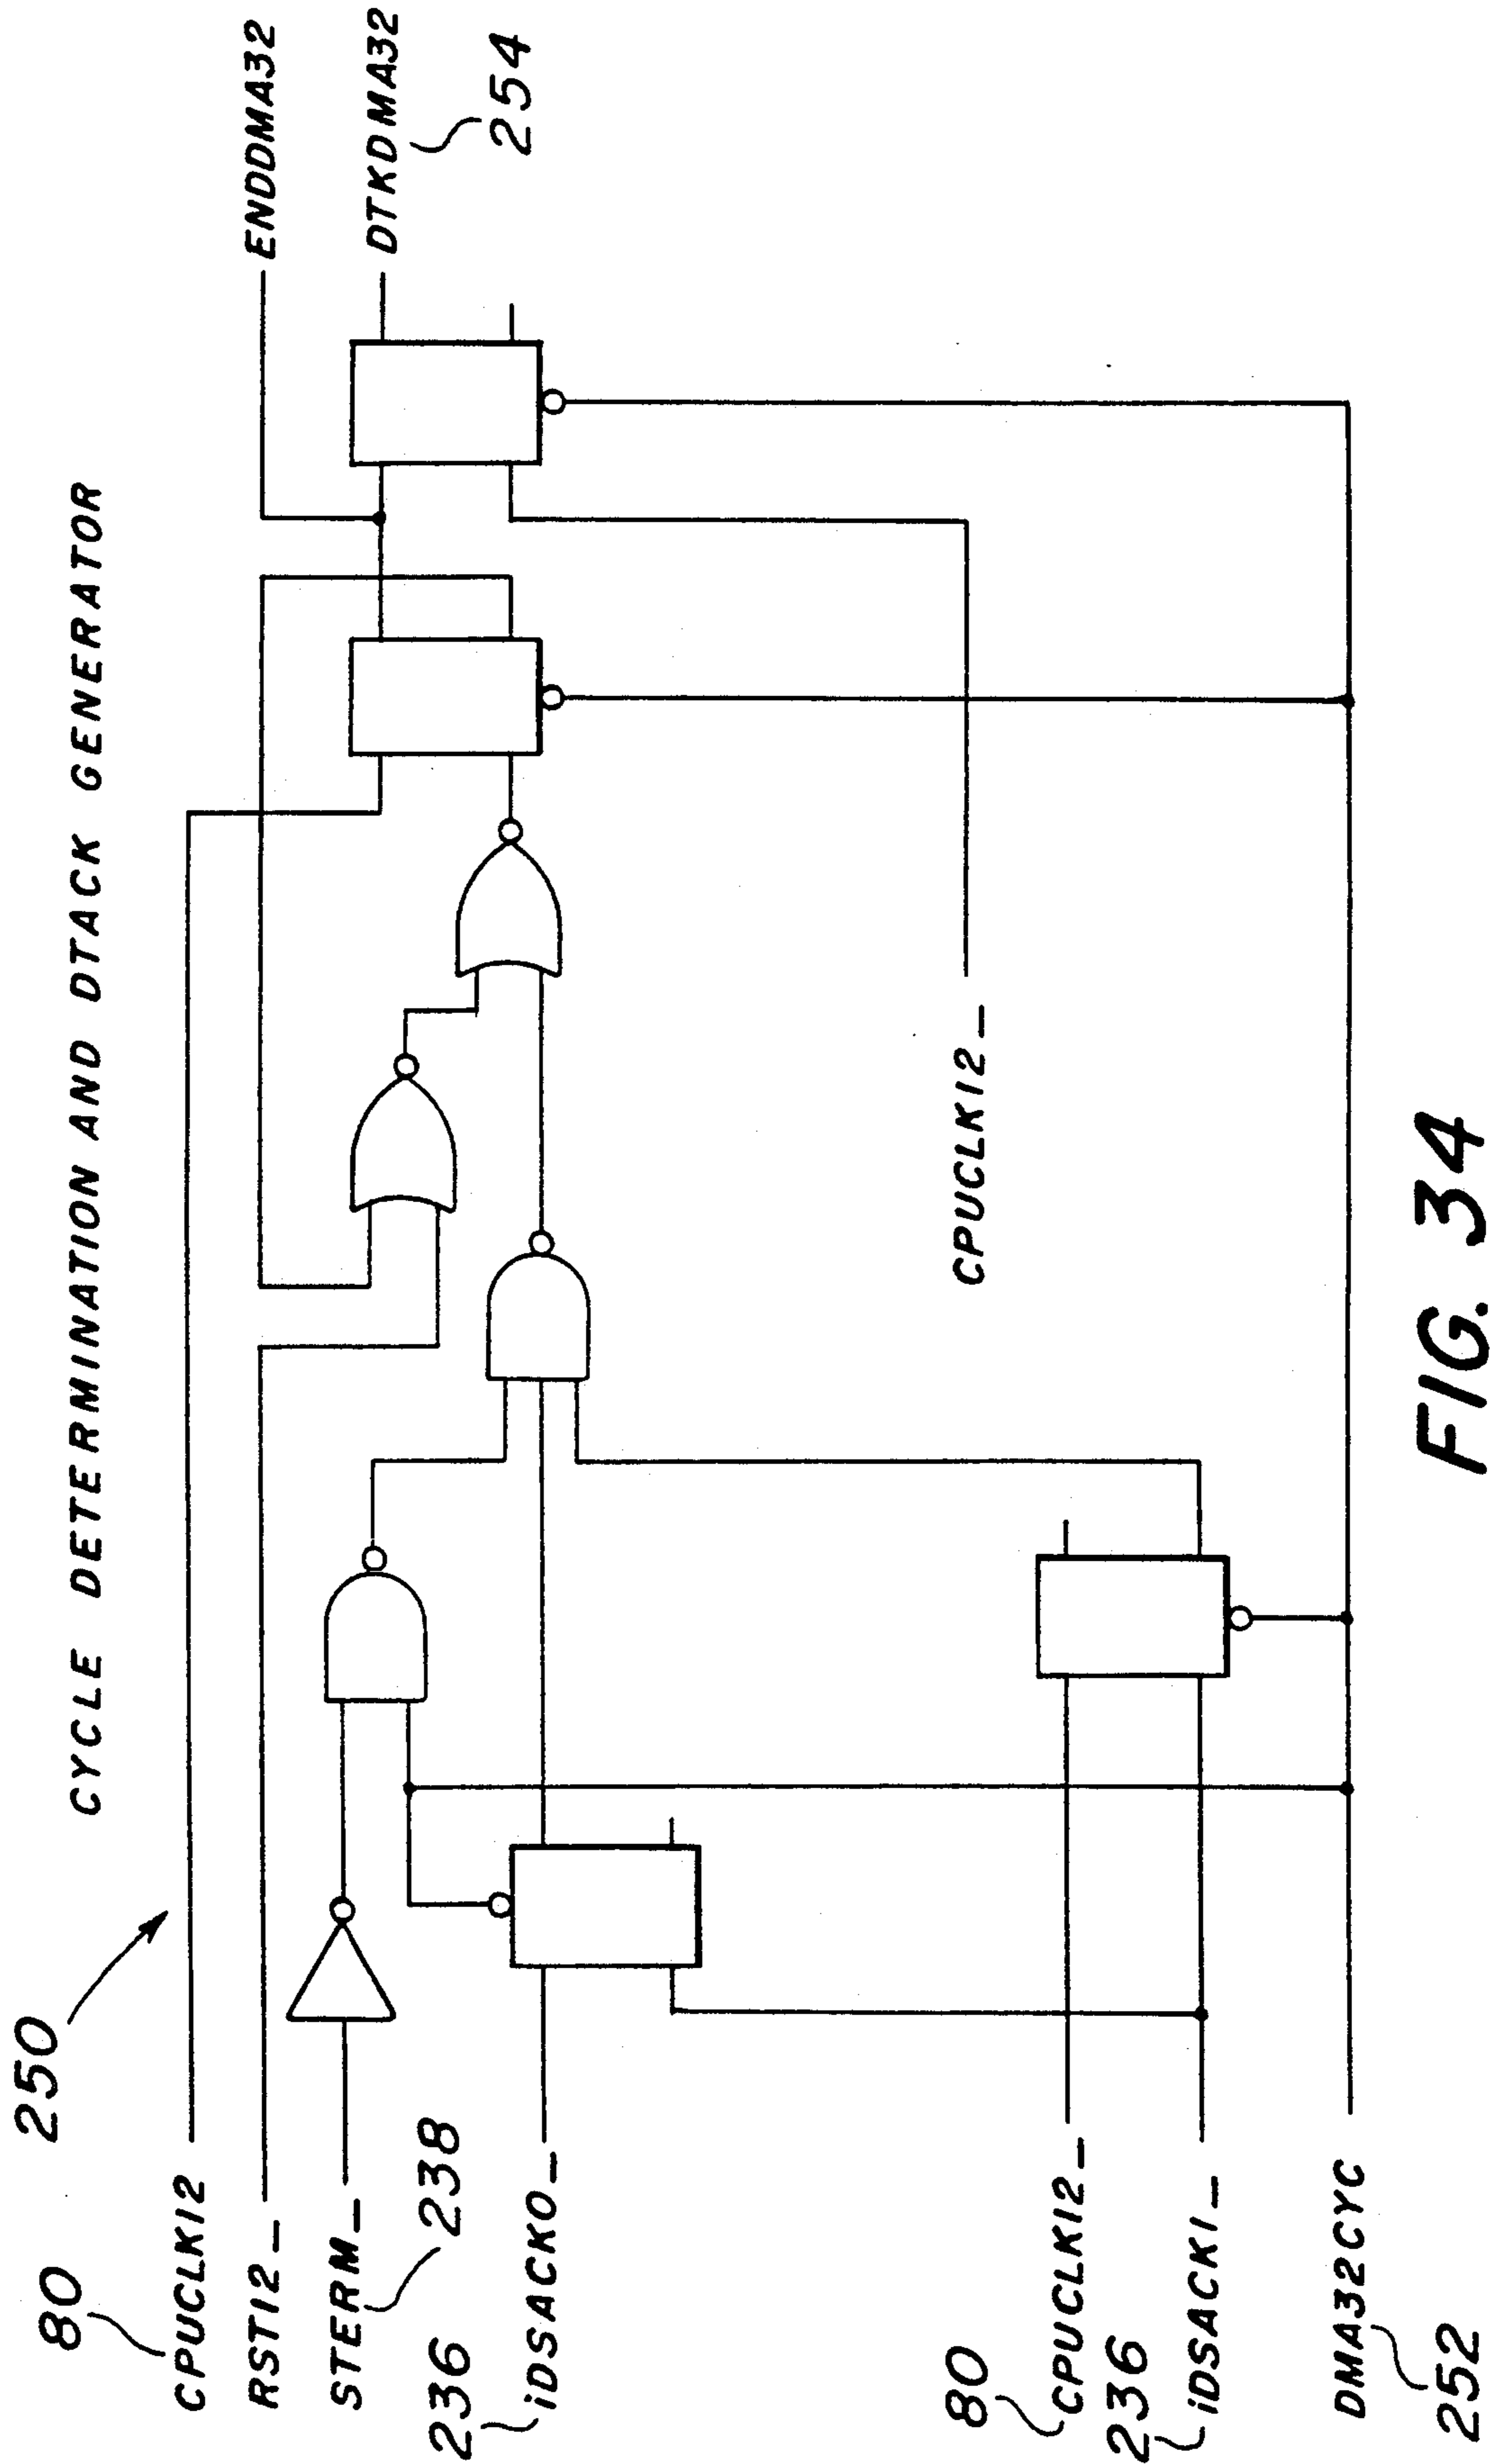 CYCLE DETERMINATION AND DTACK GENERATOR
250
80
CPUCLK12
RST12_
STERM_
238
236
iDSACK0_
80
CPUCLK12_
236
iDSACK1_
DMA32CYC
252
CPUCLK12_
ENDDMA32
DTKDMA32
254
FIG. 34